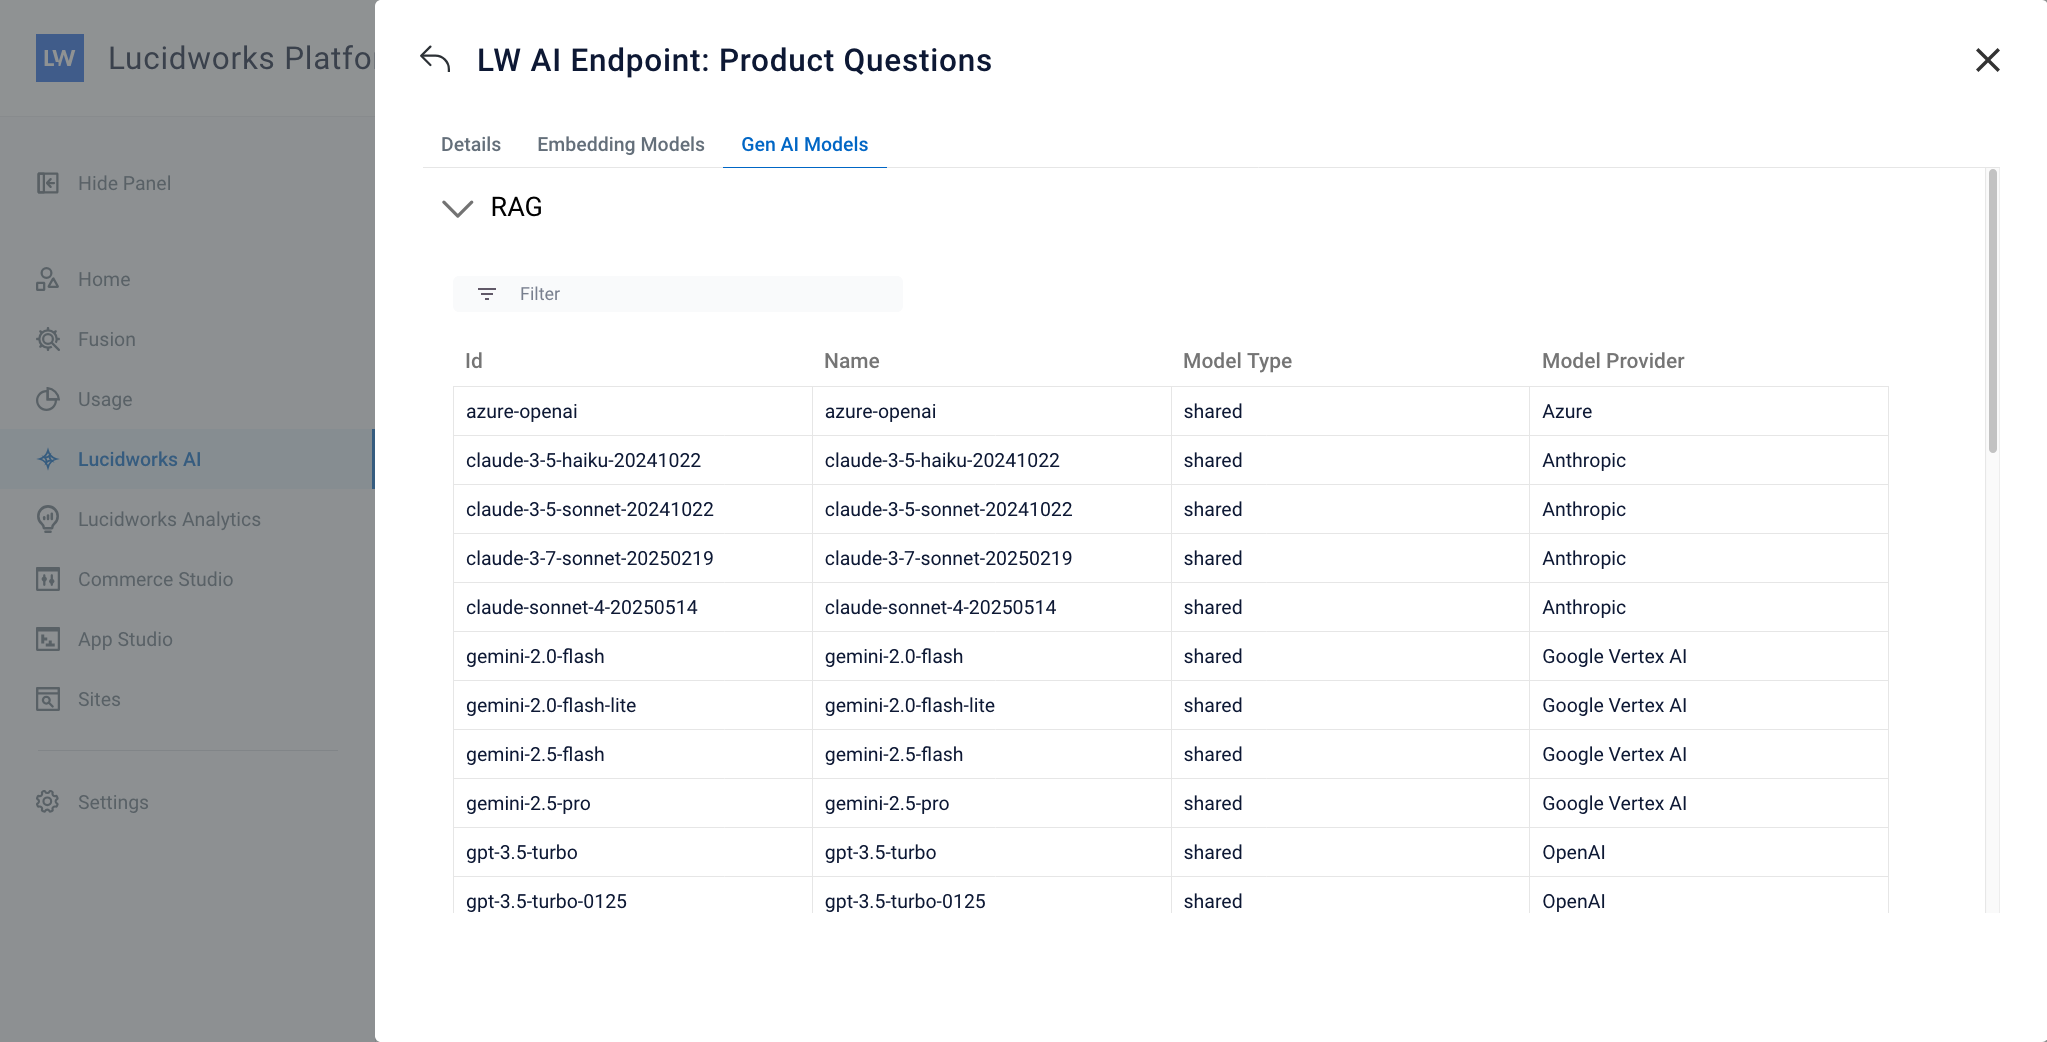 LW Lucidworks Platfo
Hide Panel
Home
Fusion
Usage
Lucidworks AI
Lucidworks Analytics
Commerce Studio
App Studio
Sites
Settings
LW AI Endpoint: Product Questions
Details Embedding Models Gen AI Models
RAG
Filter
Id Name Model Type Model Provider
azure-openai azure-openai shared Azure
claude-3-5-haiku-20241022 claude-3-5-haiku-20241022 shared Anthropic
claude-3-5-sonnet-20241022 claude-3-5-sonnet-20241022 shared Anthropic
claude-3-7-sonnet-20250219 claude-3-7-sonnet-20250219 shared Anthropic
claude-sonnet-4-20250514 claude-sonnet-4-20250514 shared Anthropic
gemini-2.0-flash gemini-2.0-flash shared Google Vertex AI
gemini-2.0-flash-lite gemini-2.0-flash-lite shared Google Vertex AI
gemini-2.5-flash gemini-2.5-flash shared Google Vertex AI
gemini-2.5-pro gemini-2.5-pro shared Google Vertex AI
gpt-3.5-turbo gpt-3.5-turbo shared OpenAI
gpt-3.5-turbo-0125 gpt-3.5-turbo-0125 shared OpenAI